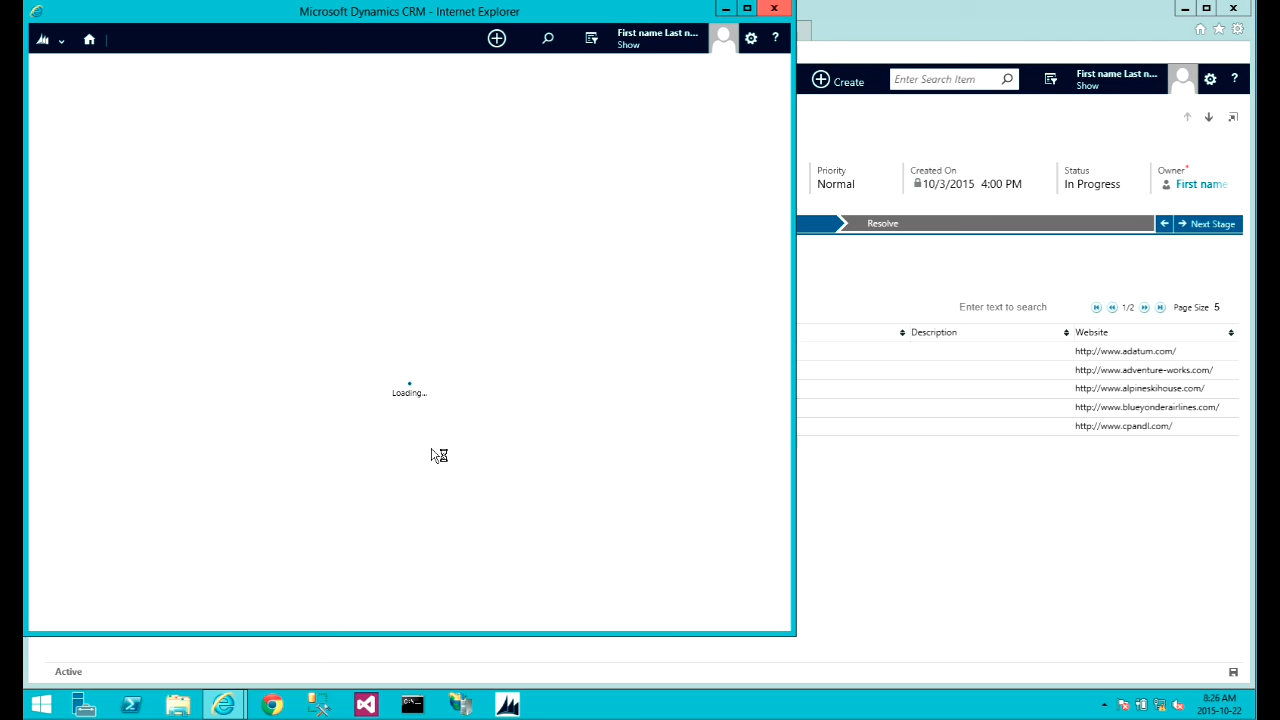 Microsoft Dynamics CRM - Internet Explorer
First name Last n...
Show
?
Create
Enter Search Item
First name Last n...
Show
?
Priority
Normal
Created On
10/3/2015 4:00 PM
Status
In Progress
Owner*
First name
Resolve
Next Stage
Enter text to search
1/2
Page Size 5
Description
Website
http://www.adatum.com/
http://www.adventure-works.com/
http://www.alpineskihouse.com/
http://www.blueyonderairlines.com/
http://www.cpandl.com/
Loading...
Active
8:26 AM
2015-10-22